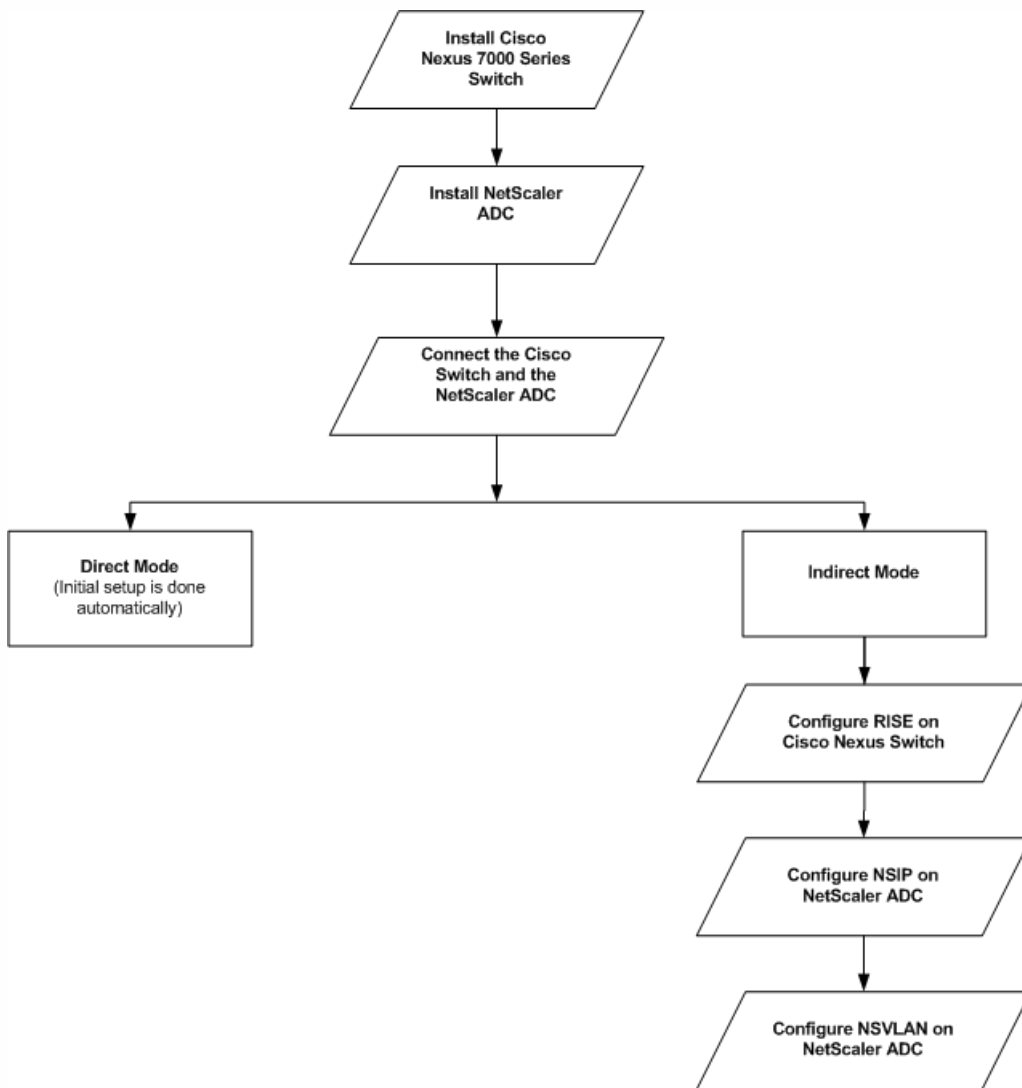 Install Cisco
Nexus 7000 Series
Switch
Install NetScaler
ADC
Connect the Cisco
Switch and the
NetScaler ADC
Direct Mode
(Initial setup is done
automatically)
Indirect Mode
Configure RISE on
Cisco Nexus Switch
Configure NSIP on
NetScaler ADC
Configure NSVLAN on
NetScaler ADC